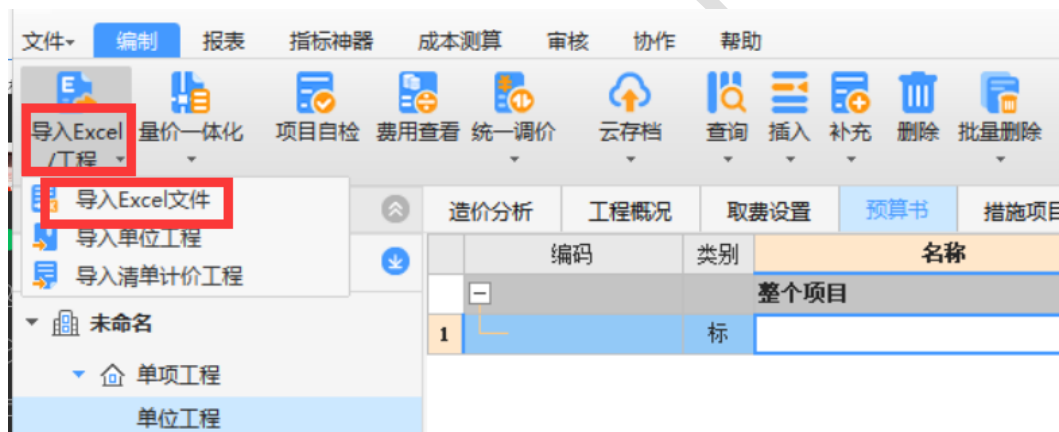 文件 编制 报表 指标神器 成本测算 审核 协作 帮助
导入Excel/工程 量价一体化 项目自检 费用查看 统一调价 云存档 查询 插入 补充 删除 批量删除
导入Excel文件
导入单位工程
导入清单计价工程
造价分析 工程概况 取费设置 预算书 措施项目
编码 类别 名称
整个项目
1 标
未命名
单项工程
单位工程